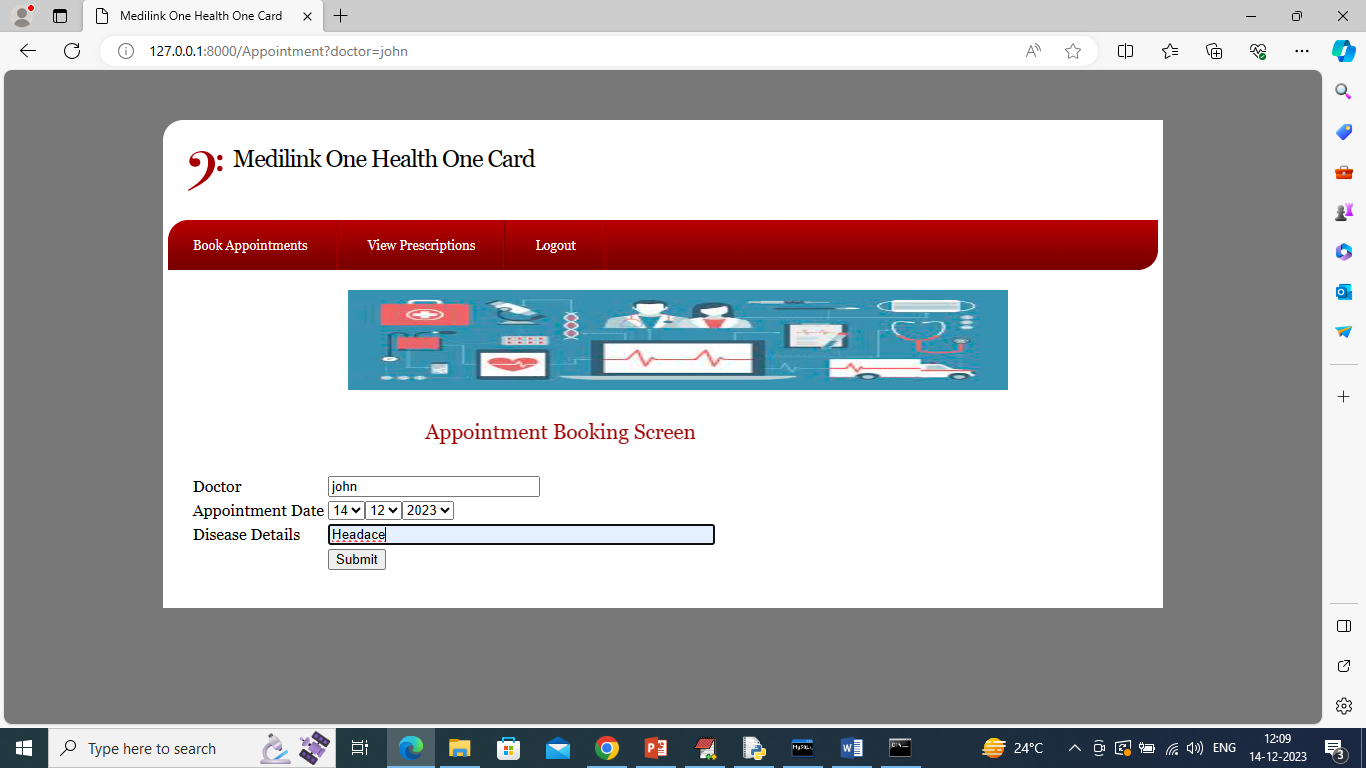 Medilink One Health One Card
127.0.0.1:8000/Appointment?doctor=john
Medilink One Health One Card
Book Appointments View Prescriptions Logout
Appointment Booking Screen
Doctor john
Appointment Date 14 12 2023
Disease Details Headace
Submit
Type here to search
24°C
ENG
12:09
14-12-2023
3